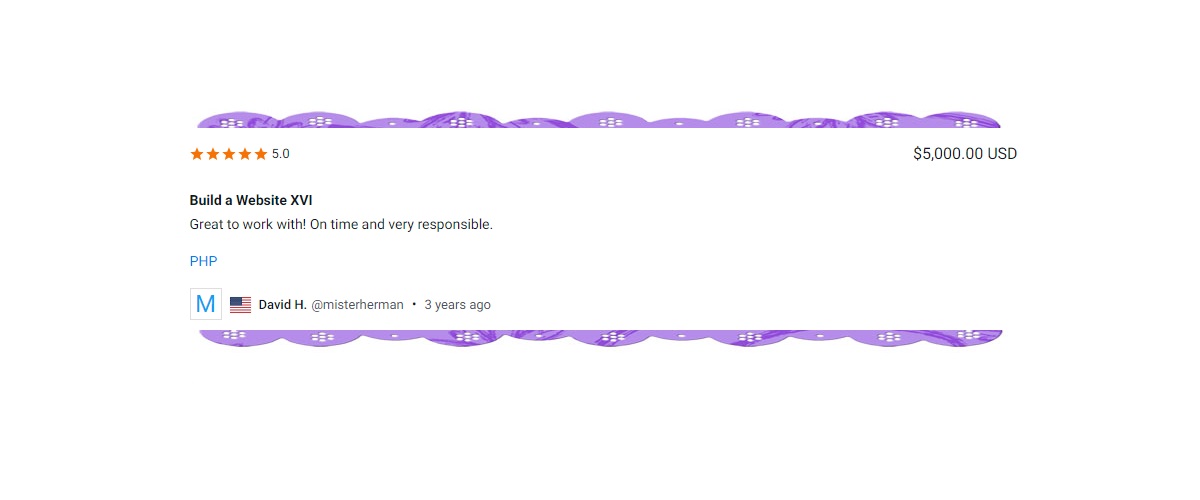 5.0
$5,000.00 USD
Build a Website XVI
Great to work with! On time and very responsible.
PHP
M David H. @misterherman • 3 years ago